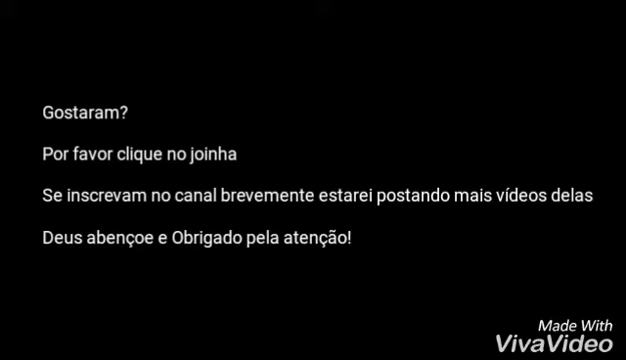 Gostaram?
Por favor clique no joinha
Se inscrevam no canal brevemente estarei postando mais vídeos delas
Deus abençoe e Obrigado pela atenção!
Made With
VivaVideo